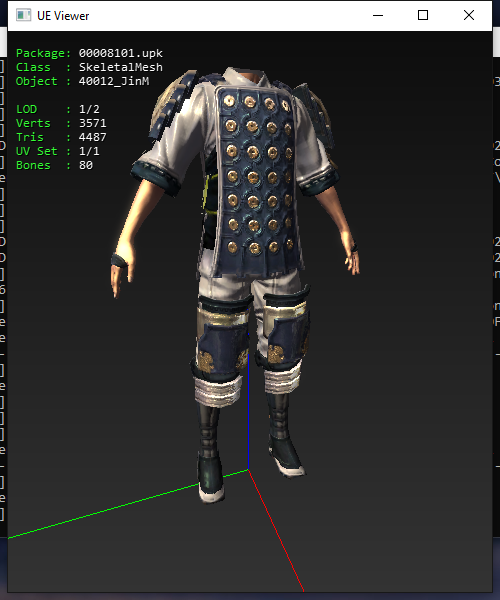 UE Viewer
Package: 00008101.upk
Class  : SkeletalMesh
Object : 40012_JinM
LOD    : 1/2
Verts  : 3571
Tris   : 4487
UV Set : 1/1
Bones  : 80